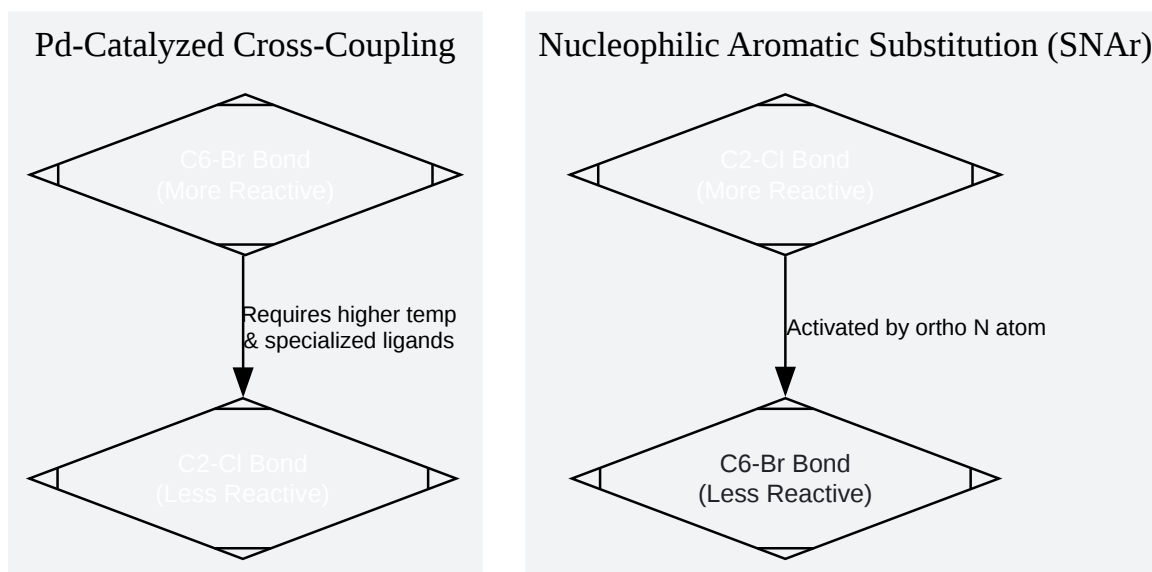 Pd-Catalyzed Cross-Coupling
C6-Br Bond
(More Reactive)
Requires higher temp
& specialized ligands
C2-Cl Bond
(Less Reactive)
Nucleophilic Aromatic Substitution (SNAr)
C2-Cl Bond
(More Reactive)
Activated by ortho N atom
C6-Br Bond
(Less Reactive)